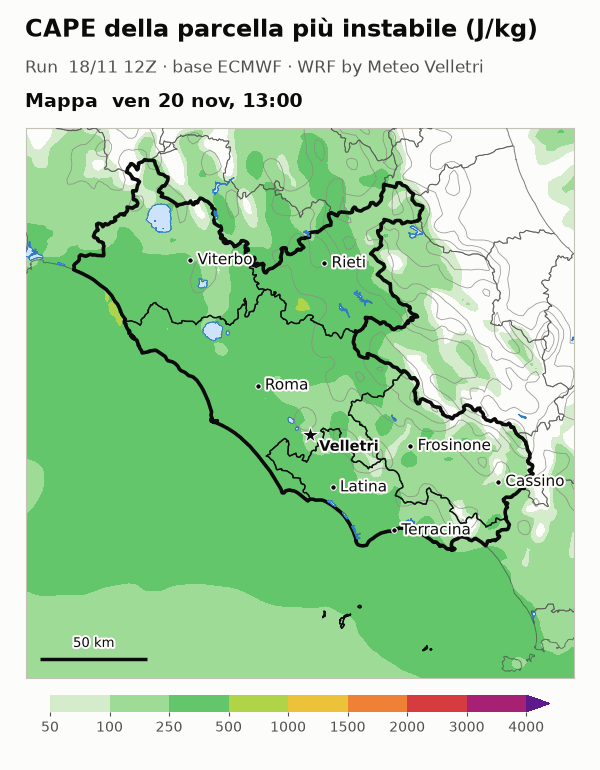 CAPE della parcella più instabile (J/kg)
Run  18/11 12Z · base ECMWF · WRF by Meteo Velletri
Mappa  ven 20 nov, 13:00
Viterbo
Rieti
Roma
Velletri
Frosinone
Latina
Cassino
Terracina
50 km
50 100 250 500 1000 1500 2000 3000 4000